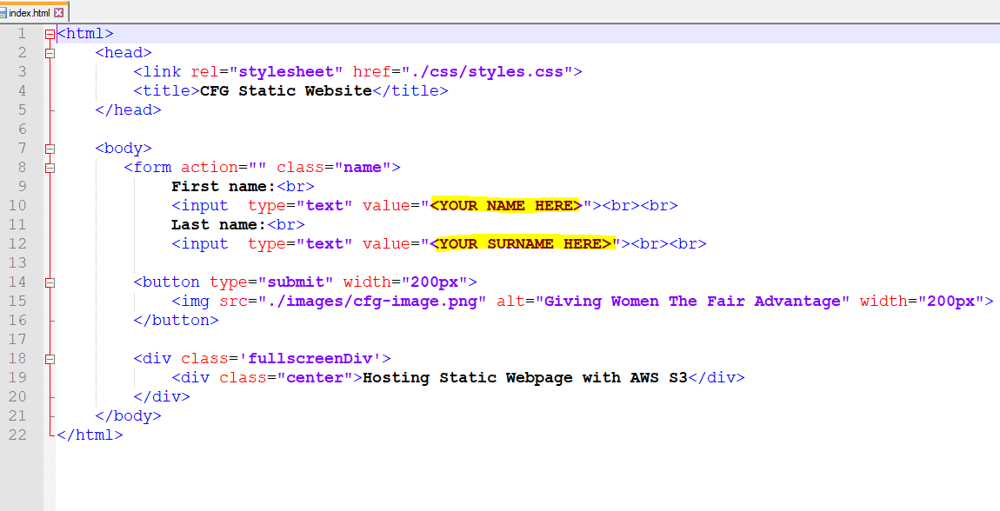 index.html
1 <html>
2 <head>
3 <link rel="stylesheet" href="./css/styles.css">
4 <title>CFG Static Website</title>
5 </head>
6
7 <body>
8 <form action="" class="name">
9 First name:<br>
10 <input  type="text" value="<YOUR NAME HERE>"><br><br>
11 Last name:<br>
12 <input  type="text" value="<YOUR SURNAME HERE>"><br><br>
13
14 <button type="submit" width="200px">
15 <img src="./images/cfg-image.png" alt="Giving Women The Fair Advantage" width="200px">
16 </button>
17
18 <div class='fullscreenDiv'>
19 <div class="center">Hosting Static Webpage with AWS S3</div>
20 </div>
21 </body>
22 </html>